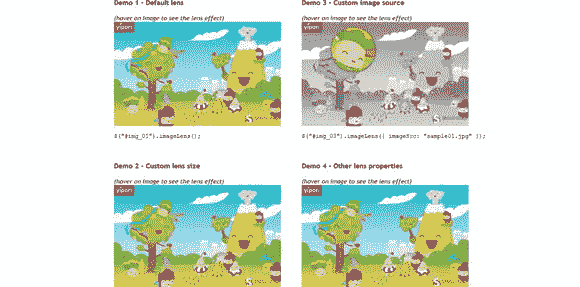 Demo 1 - Default lens
(hover on image to see the lens effect)
yipori
$("#img_01").imageLens();
Demo 3 - Custom image source
(hover on image to see the lens effect)
yipori
$("#img_03").imageLens({ imageSrc: "sample01.jpg" });
Demo 2 - Custom lens size
(hover on image to see the lens effect)
yipori
Demo 4 - Other lens properties
(hover on image to see the lens effect)
yipori